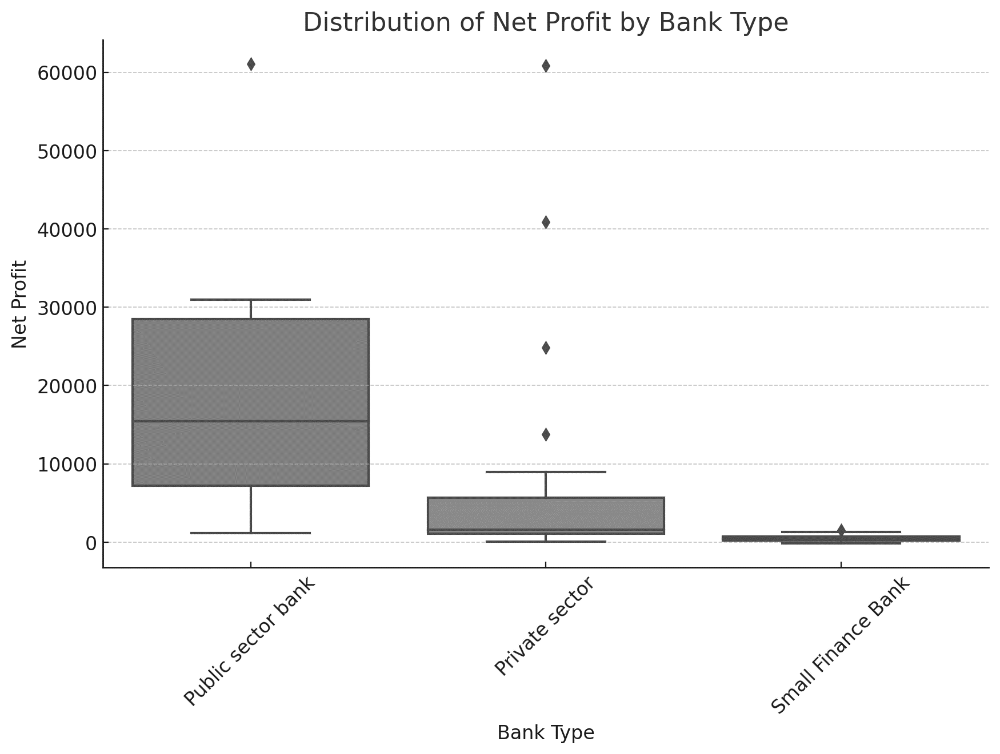 Distribution of Net Profit by Bank Type
60000
50000
40000
30000
20000
10000
0
Net Profit
Public sector bank
Private sector
Small Finance Bank
Bank Type